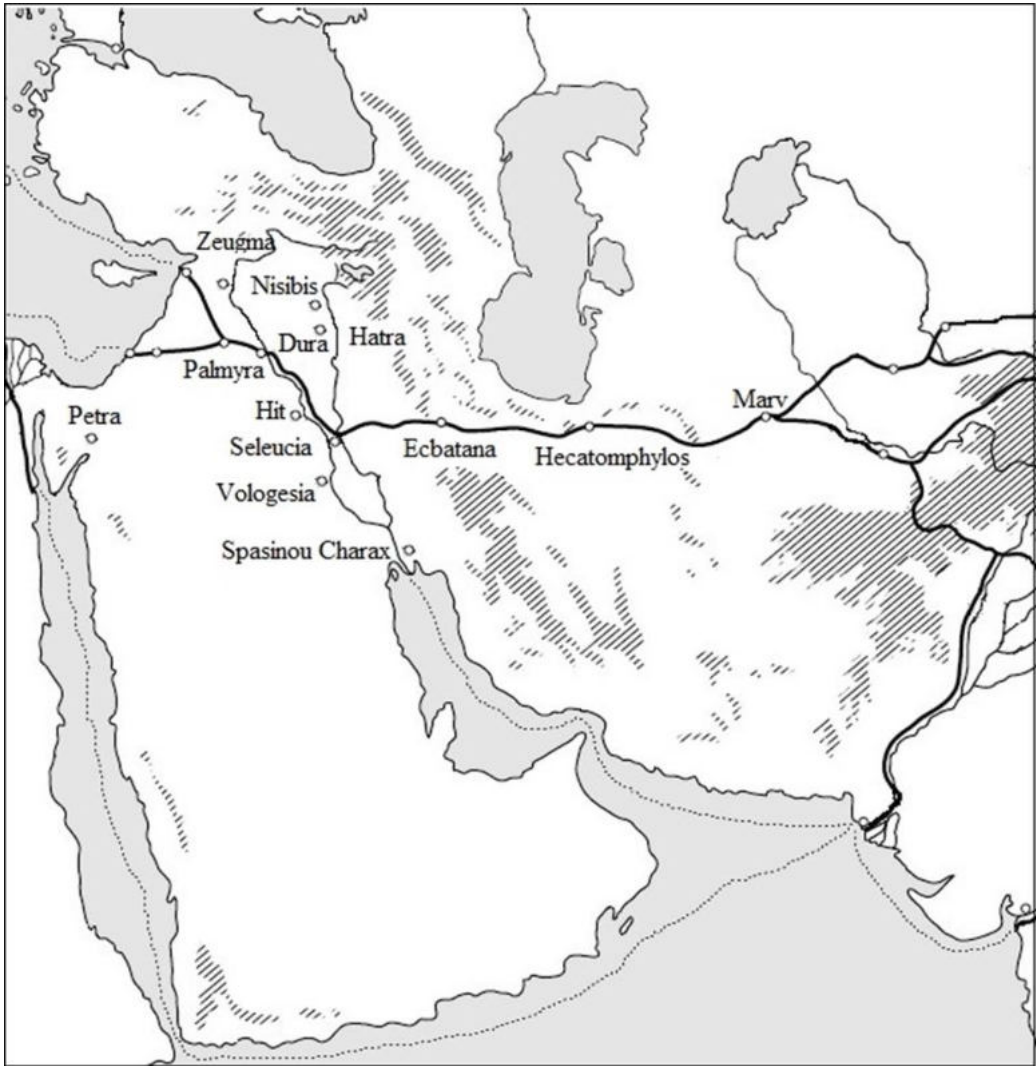 Zeugma
Nisibis
Dura
Hatra
Palmyra
Petra
Hit
Marv
Seleucia
Ecbatana
Hecatomphylos
Vologesia
Spasinou Charax